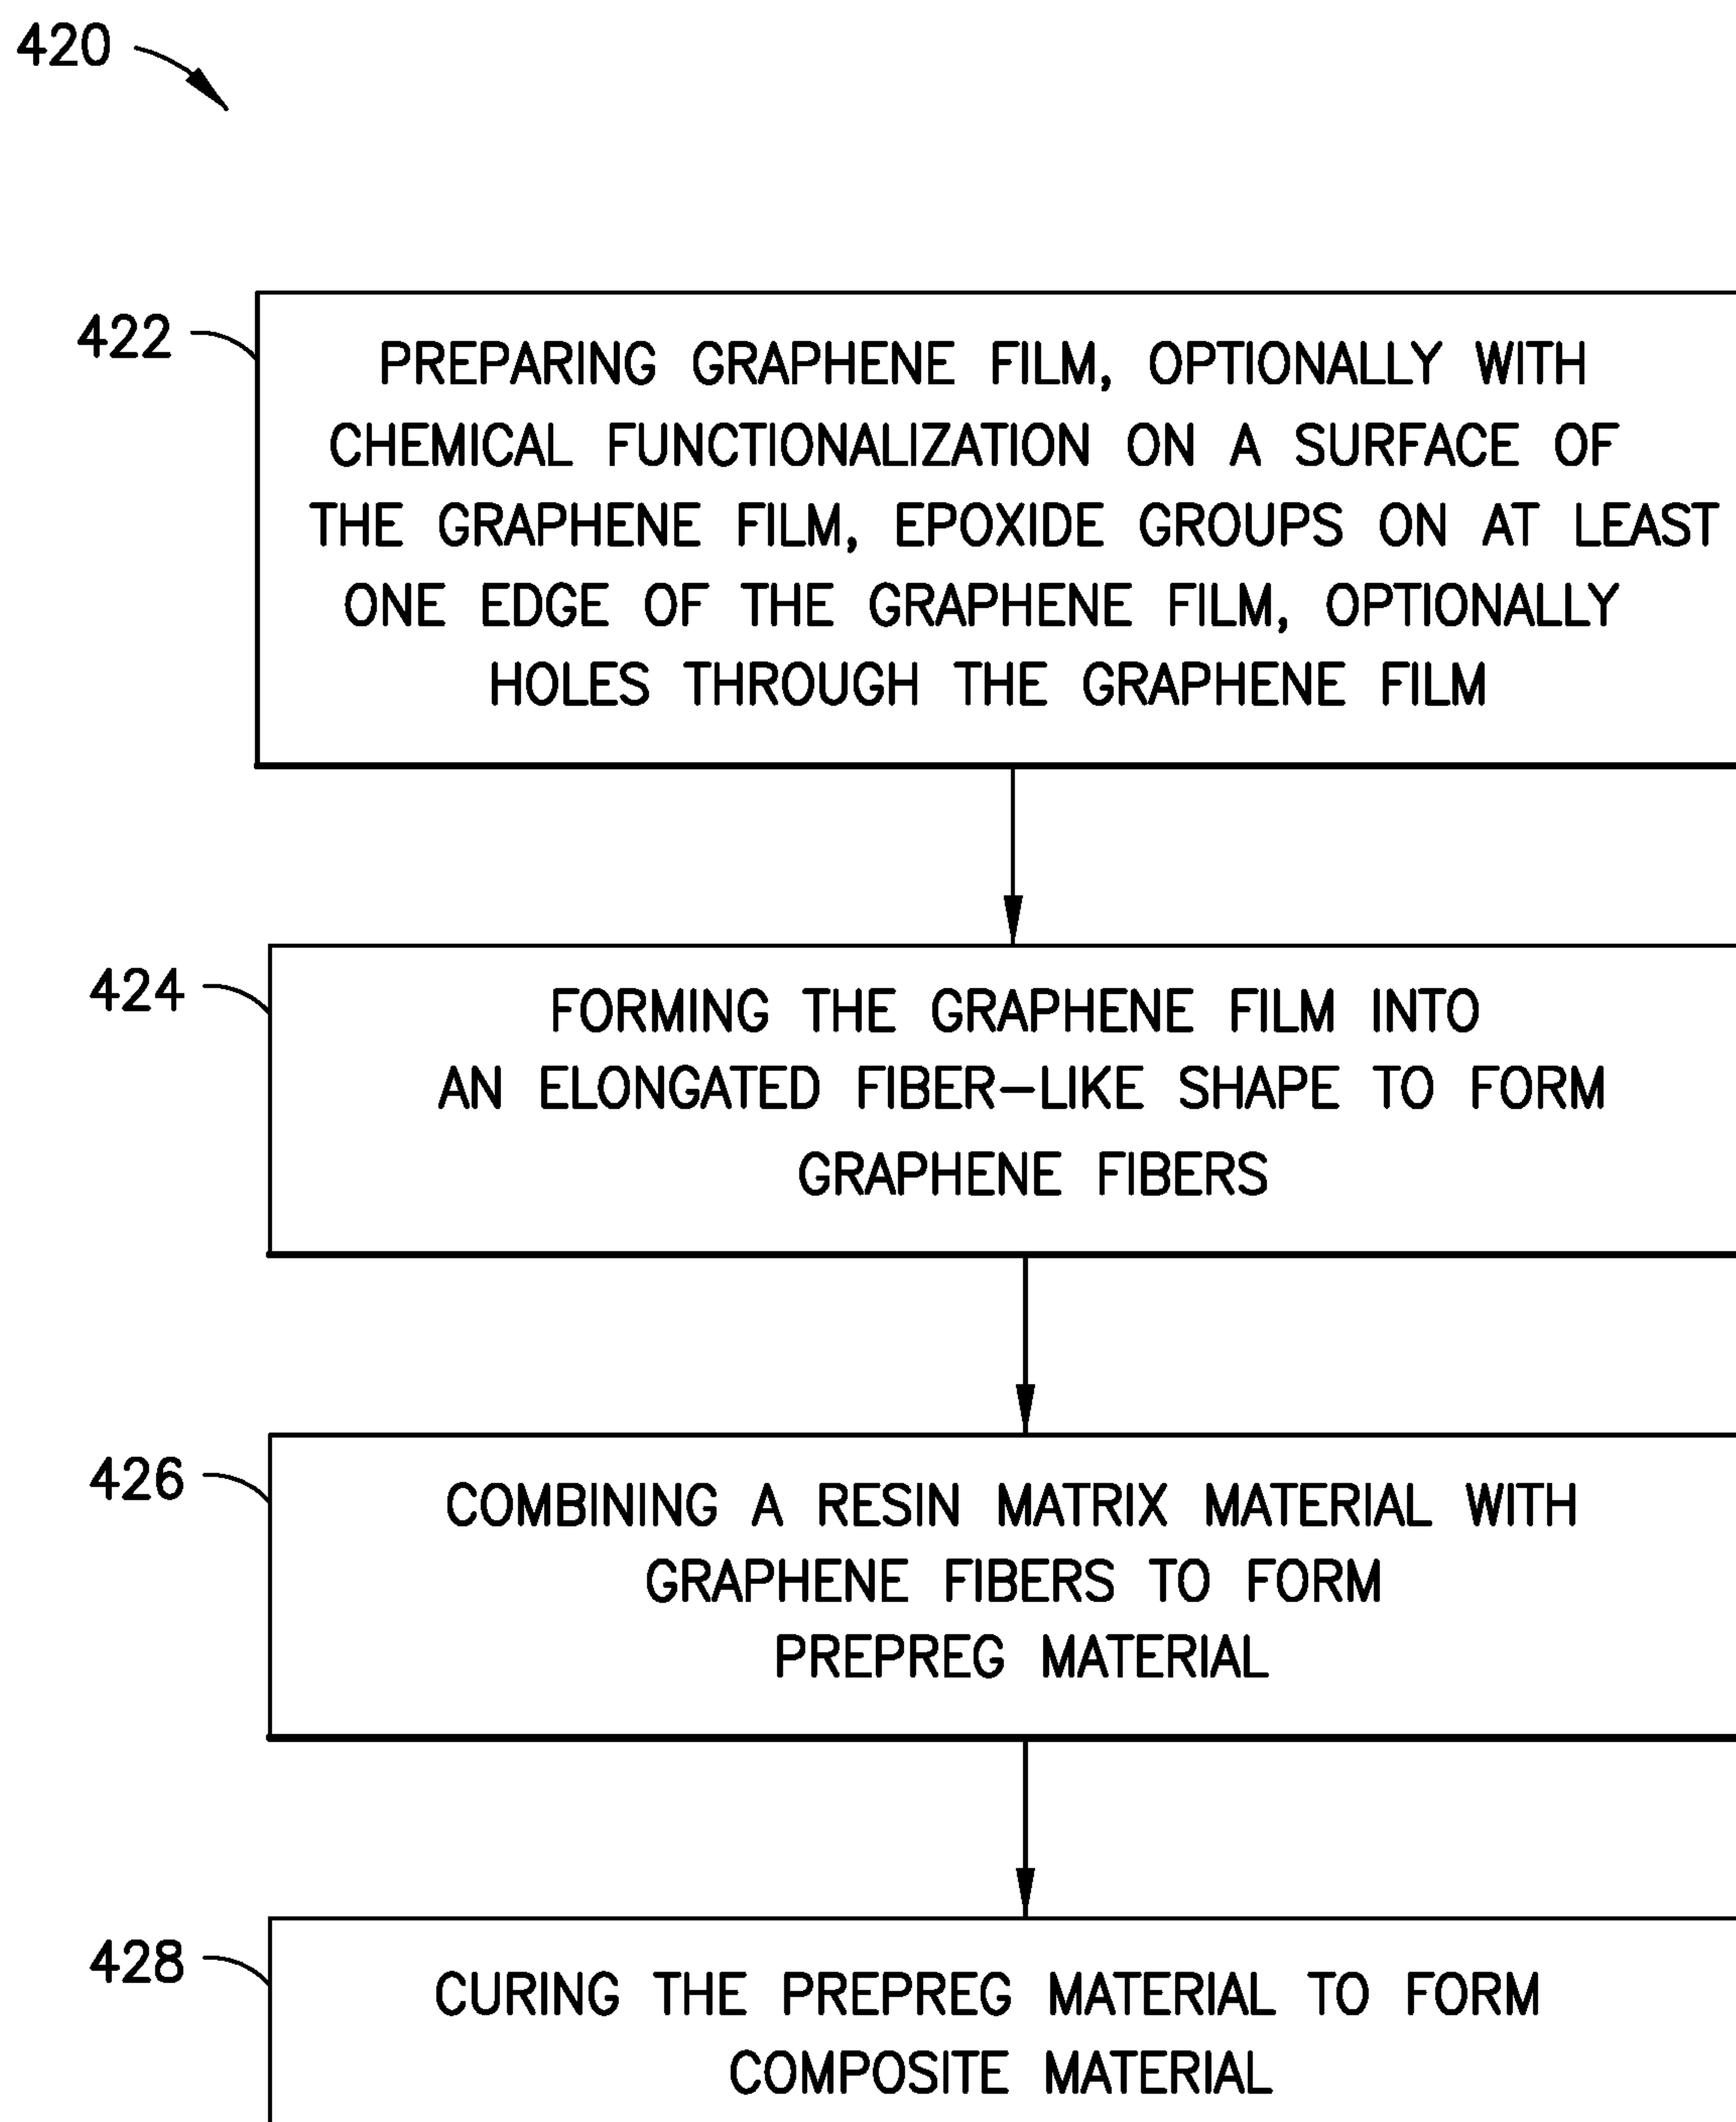 420
422
PREPARING GRAPHENE FILM, OPTIONALLY WITH
CHEMICAL FUNCTIONALIZATION ON A SURFACE OF
THE GRAPHENE FILM, EPOXIDE GROUPS ON AT LEAST
ONE EDGE OF THE GRAPHENE FILM, OPTIONALLY
HOLES THROUGH THE GRAPHENE FILM
424
FORMING THE GRAPHENE FILM INTO
AN ELONGATED FIBER-LIKE SHAPE TO FORM
GRAPHENE FIBERS
426
COMBINING A RESIN MATRIX MATERIAL WITH
GRAPHENE FIBERS TO FORM
PREPREG MATERIAL
428
CURING THE PREPREG MATERIAL TO FORM
COMPOSITE MATERIAL